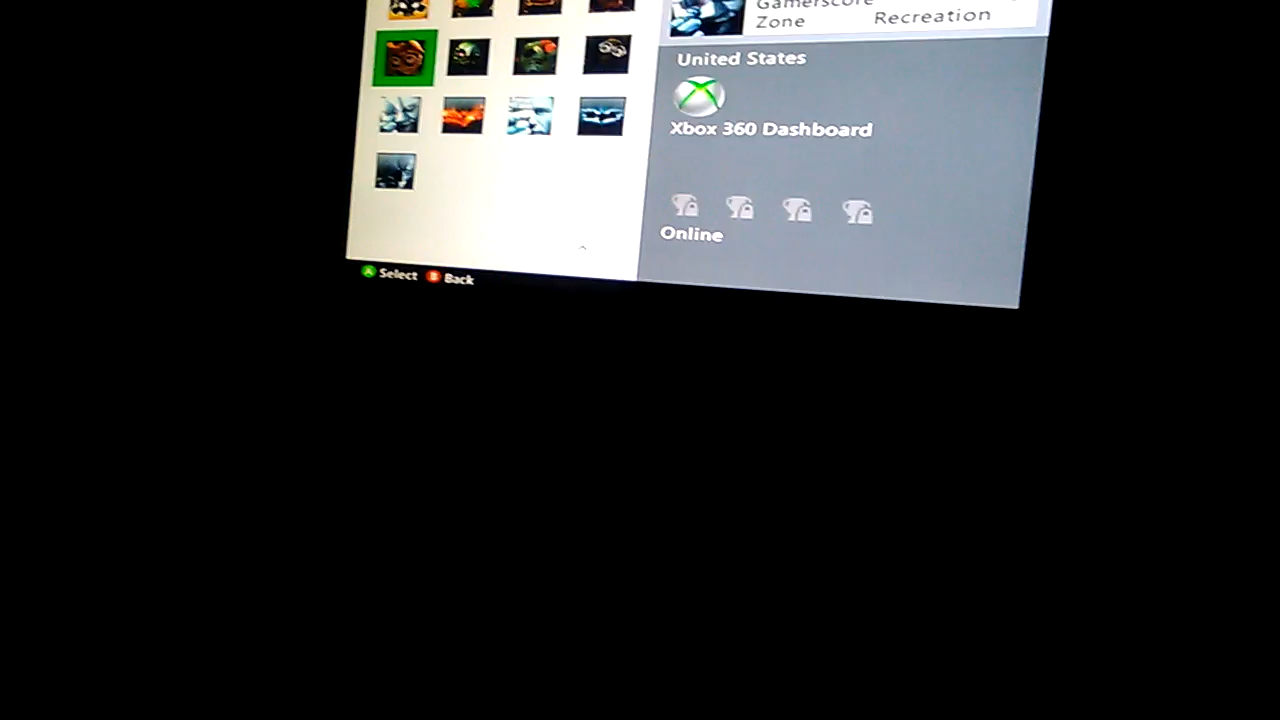 Gamerscore
Zone Recreation
United States
Xbox 360 Dashboard
Online
A Select B Back